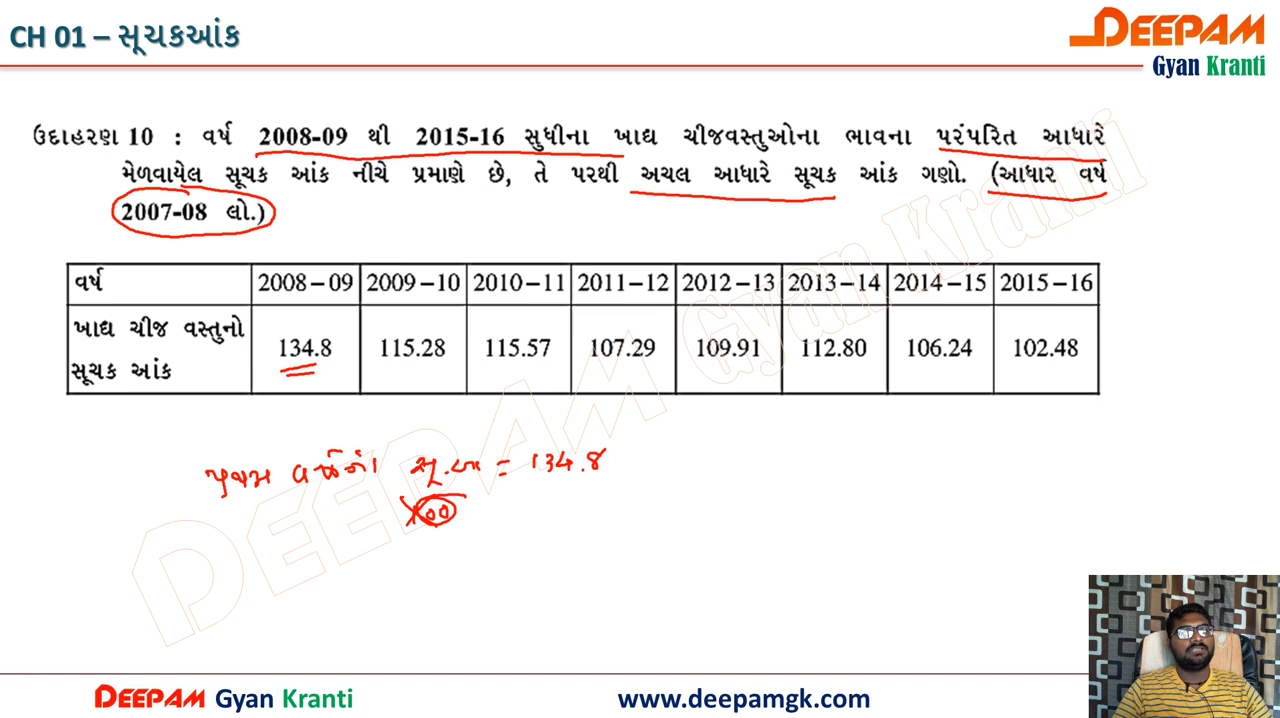 CH 01 – સૂચકઆંક
DEEPAM
Gyan Kranti
ઉદાહરણ 10 : વર્ષ 2008-09 થી 2015-16 સુધીના ખાદ્ય ચીજવસ્તુઓના ભાવના પરંપરિત આધારે
મેળવાયેલ સૂચક આંક નીચે પ્રમાણે છે, તે પરથી અચલ આધારે સૂચક આંક ગણો. (આધાર વર્ષ
2007-08 લો.)
વર્ષ 2008 – 09 2009 – 10 2010 – 11 2011 – 12 2012 – 13 2013 – 14 2014 – 15 2015 – 16
ખાદ્ય ચીજ વસ્તુનો
સૂચક આંક 134.8 115.28 115.57 107.29 109.91 112.80 106.24 102.48
પ્રથમ વર્ષનો સૂ.આ = 134.8
100
DEEPAM Gyan Kranti
DEEPAM Gyan Kranti www.deepamgk.com